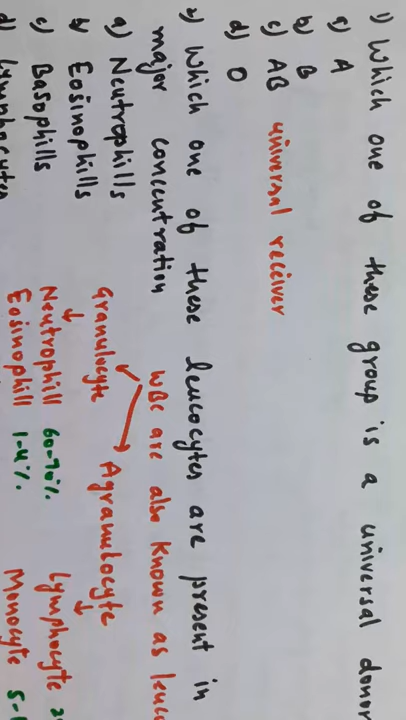 1) Which one of these group is a universal donor
a) A
b) B
c) AB universal receiver
d) O
2) Which one of these leucocytes are present in
major concentration WBC are also known as
a) Neutrophills Granulocyte Agranulocyte
b) Eosinophills
c) Basophills Neutrophill 60-70% Lymphocyte
d) Lymphocytes Eosinophill 1-4% Monocyte